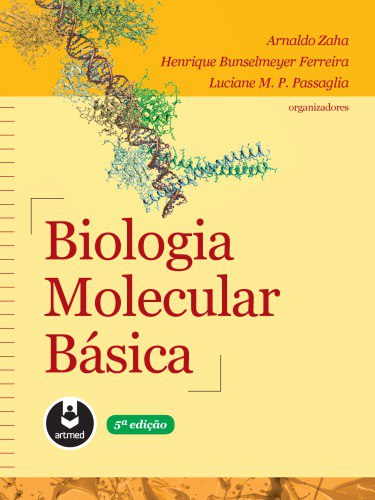 Arnaldo Zaha
Henrique Bunselmeyer Ferreira
Luciane M. P. Passaglia
organizadores
Biologia
Molecular
Básica
5ª edição
artmed